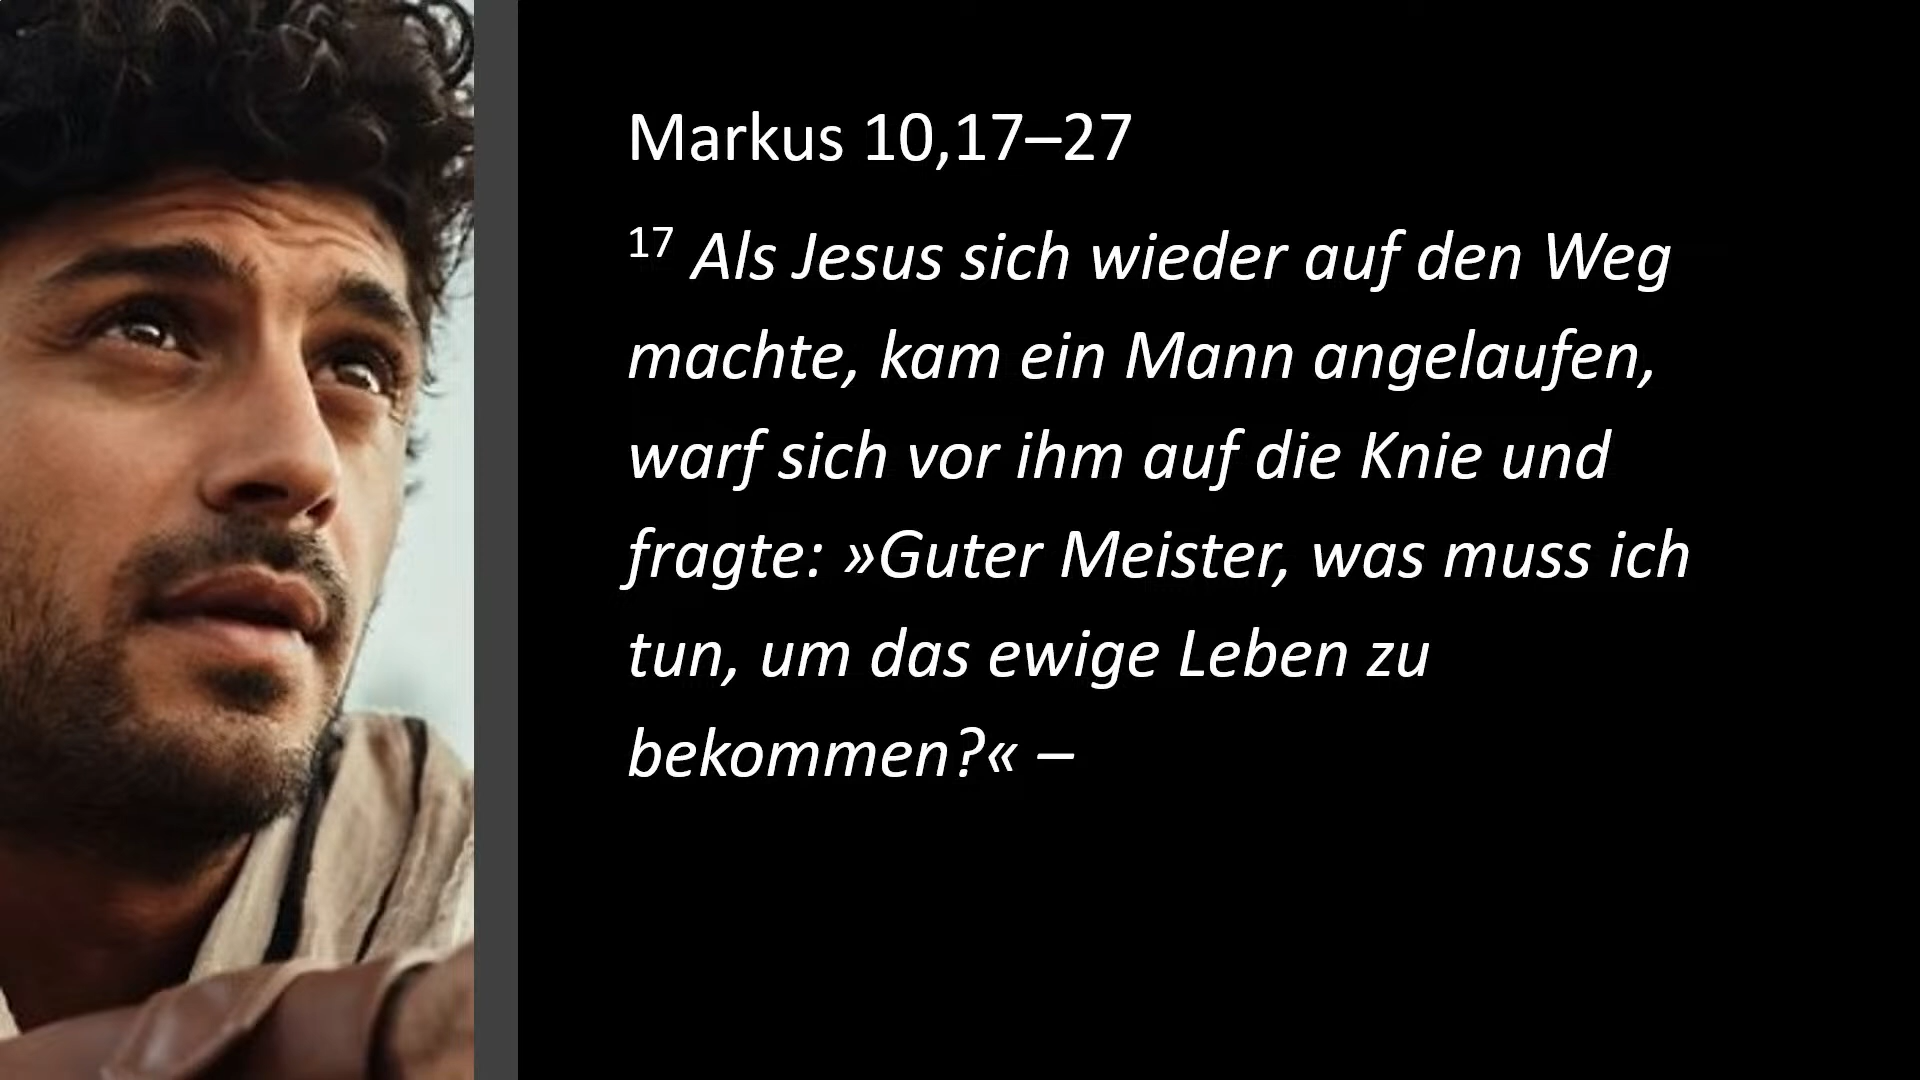 Markus 10,17–27
17 Als Jesus sich wieder auf den Weg
machte, kam ein Mann angelaufen,
warf sich vor ihm auf die Knie und
fragte: »Guter Meister, was muss ich
tun, um das ewige Leben zu
bekommen?« –